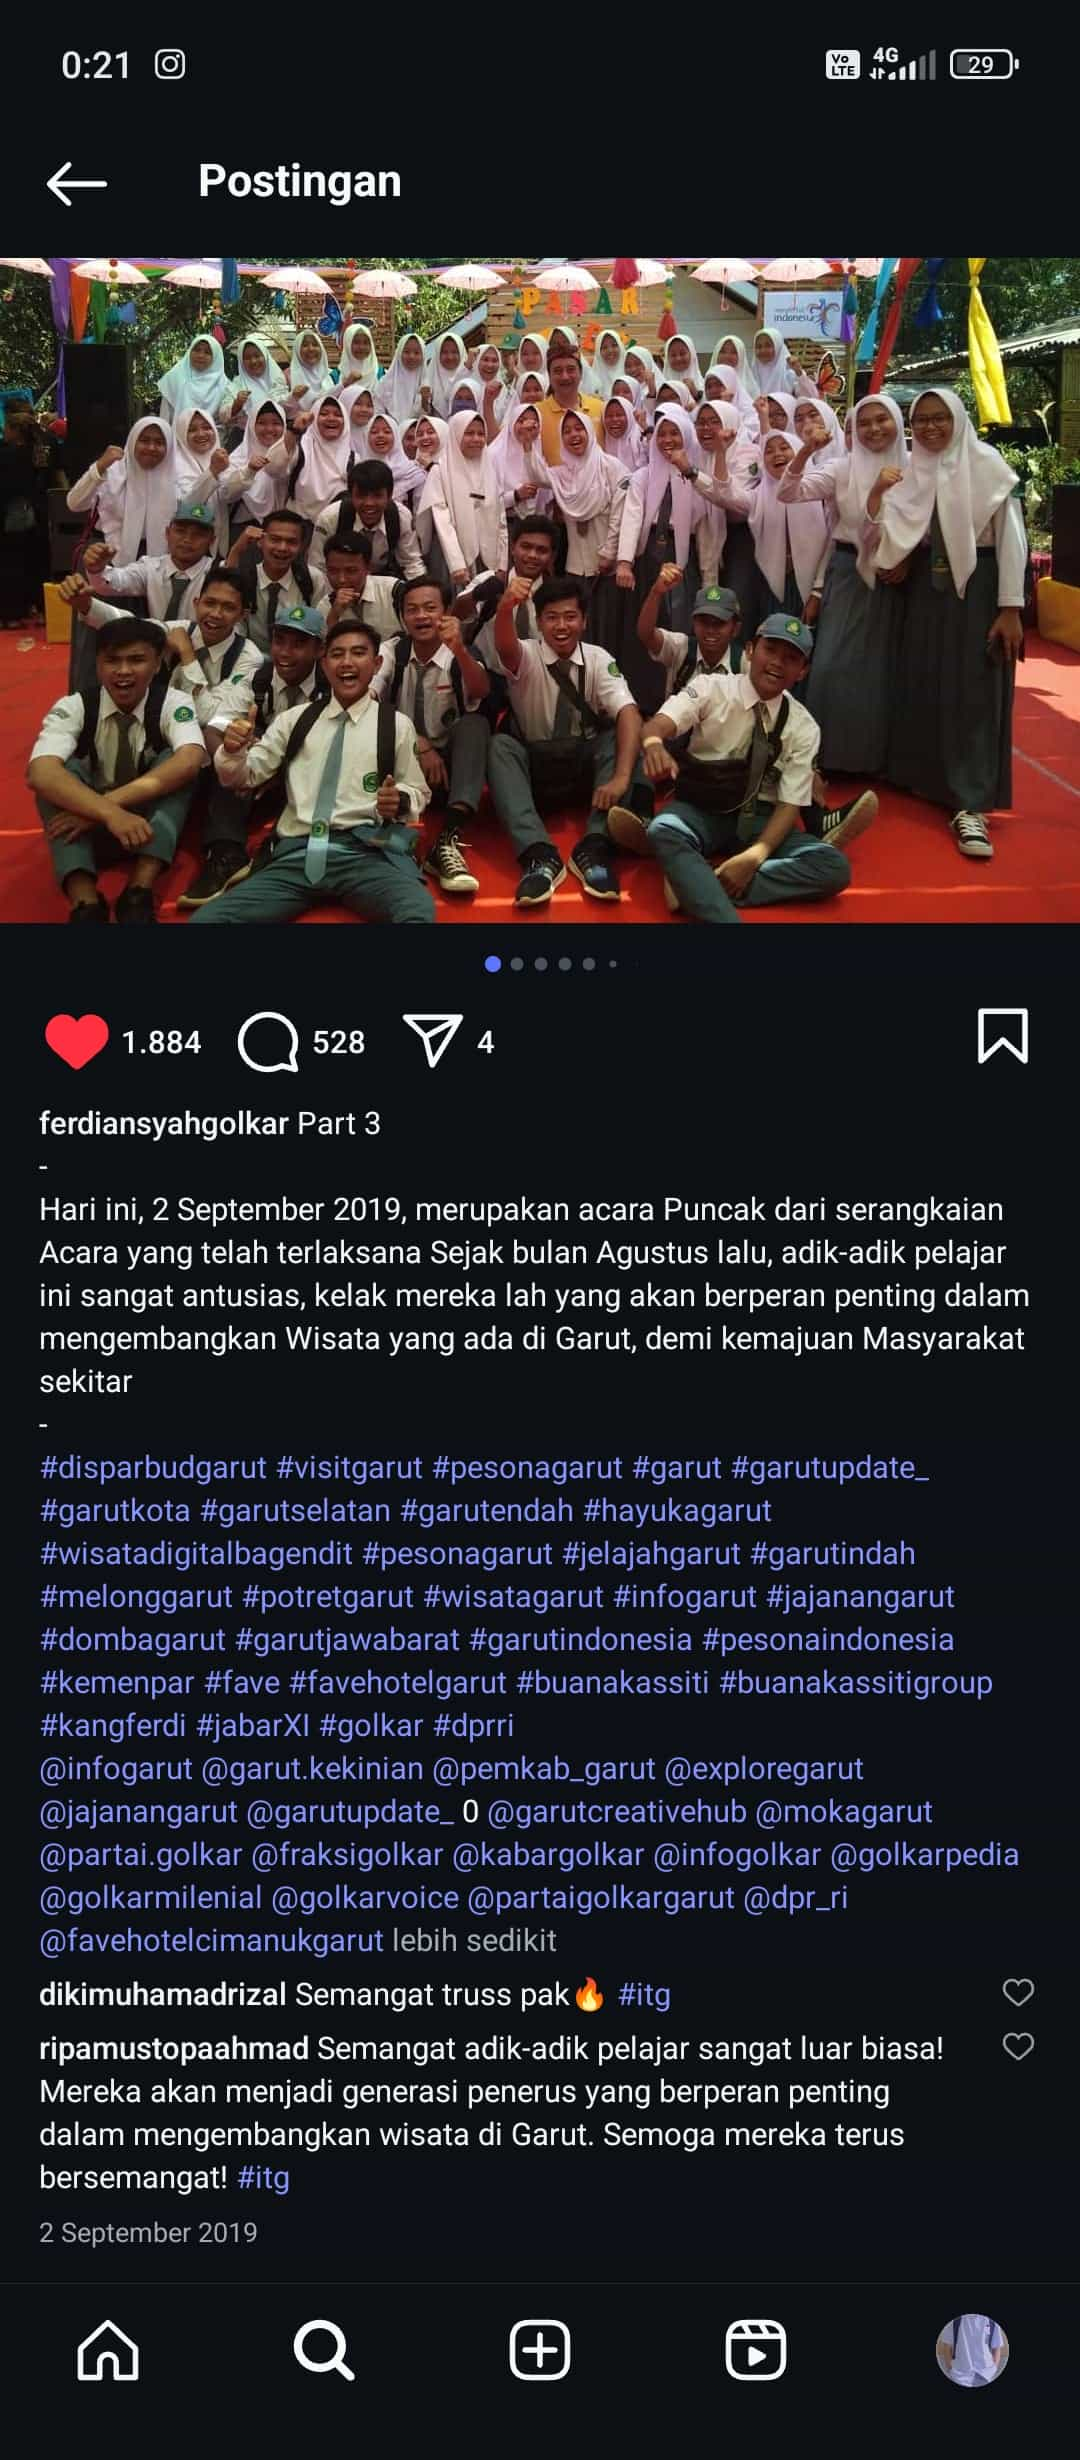 0:21
Vo LTE 4G 29
Postingan
PASAR
indonesia
1.884 528 4
ferdiansyahgolkar Part 3
-
Hari ini, 2 September 2019, merupakan acara Puncak dari serangkaian
Acara yang telah terlaksana Sejak bulan Agustus lalu, adik-adik pelajar
ini sangat antusias, kelak mereka lah yang akan berperan penting dalam
mengembangkan Wisata yang ada di Garut, demi kemajuan Masyarakat
sekitar
-
#disparbudgarut #visitgarut #pesonagarut #garut #garutupdate_
#garutkota #garutselatan #garutendah #hayukagarut
#wisatadigitalbagendit #pesonagarut #jelajahgarut #garutindah
#melonggarut #potretgarut #wisatagarut #infogarut #jajanangarut
#dombagarut #garutjawabarat #garutindonesia #pesonaindonesia
#kemenpar #fave #favehotelgarut #buanakassiti #buanakassitigroup
#kangferdi #jabarXI #golkar #dprri
@infogarut @garut.kekinian @pemkab_garut @exploregarut
@jajanangarut @garutupdate_ 0 @garutcreativehub @mokagarut
@partai.golkar @fraksigolkar @kabargolkar @infogolkar @golkarpedia
@golkarmilenial @golkarvoice @partaigolkargarut @dpr_ri
@favehotelcimanukgarut lebih sedikit
dikimuhamadrizal Semangat truss pak🔥 #itg
ripamustopaahmad Semangat adik-adik pelajar sangat luar biasa!
Mereka akan menjadi generasi penerus yang berperan penting
dalam mengembangkan wisata di Garut. Semoga mereka terus
bersemangat! #itg
2 September 2019